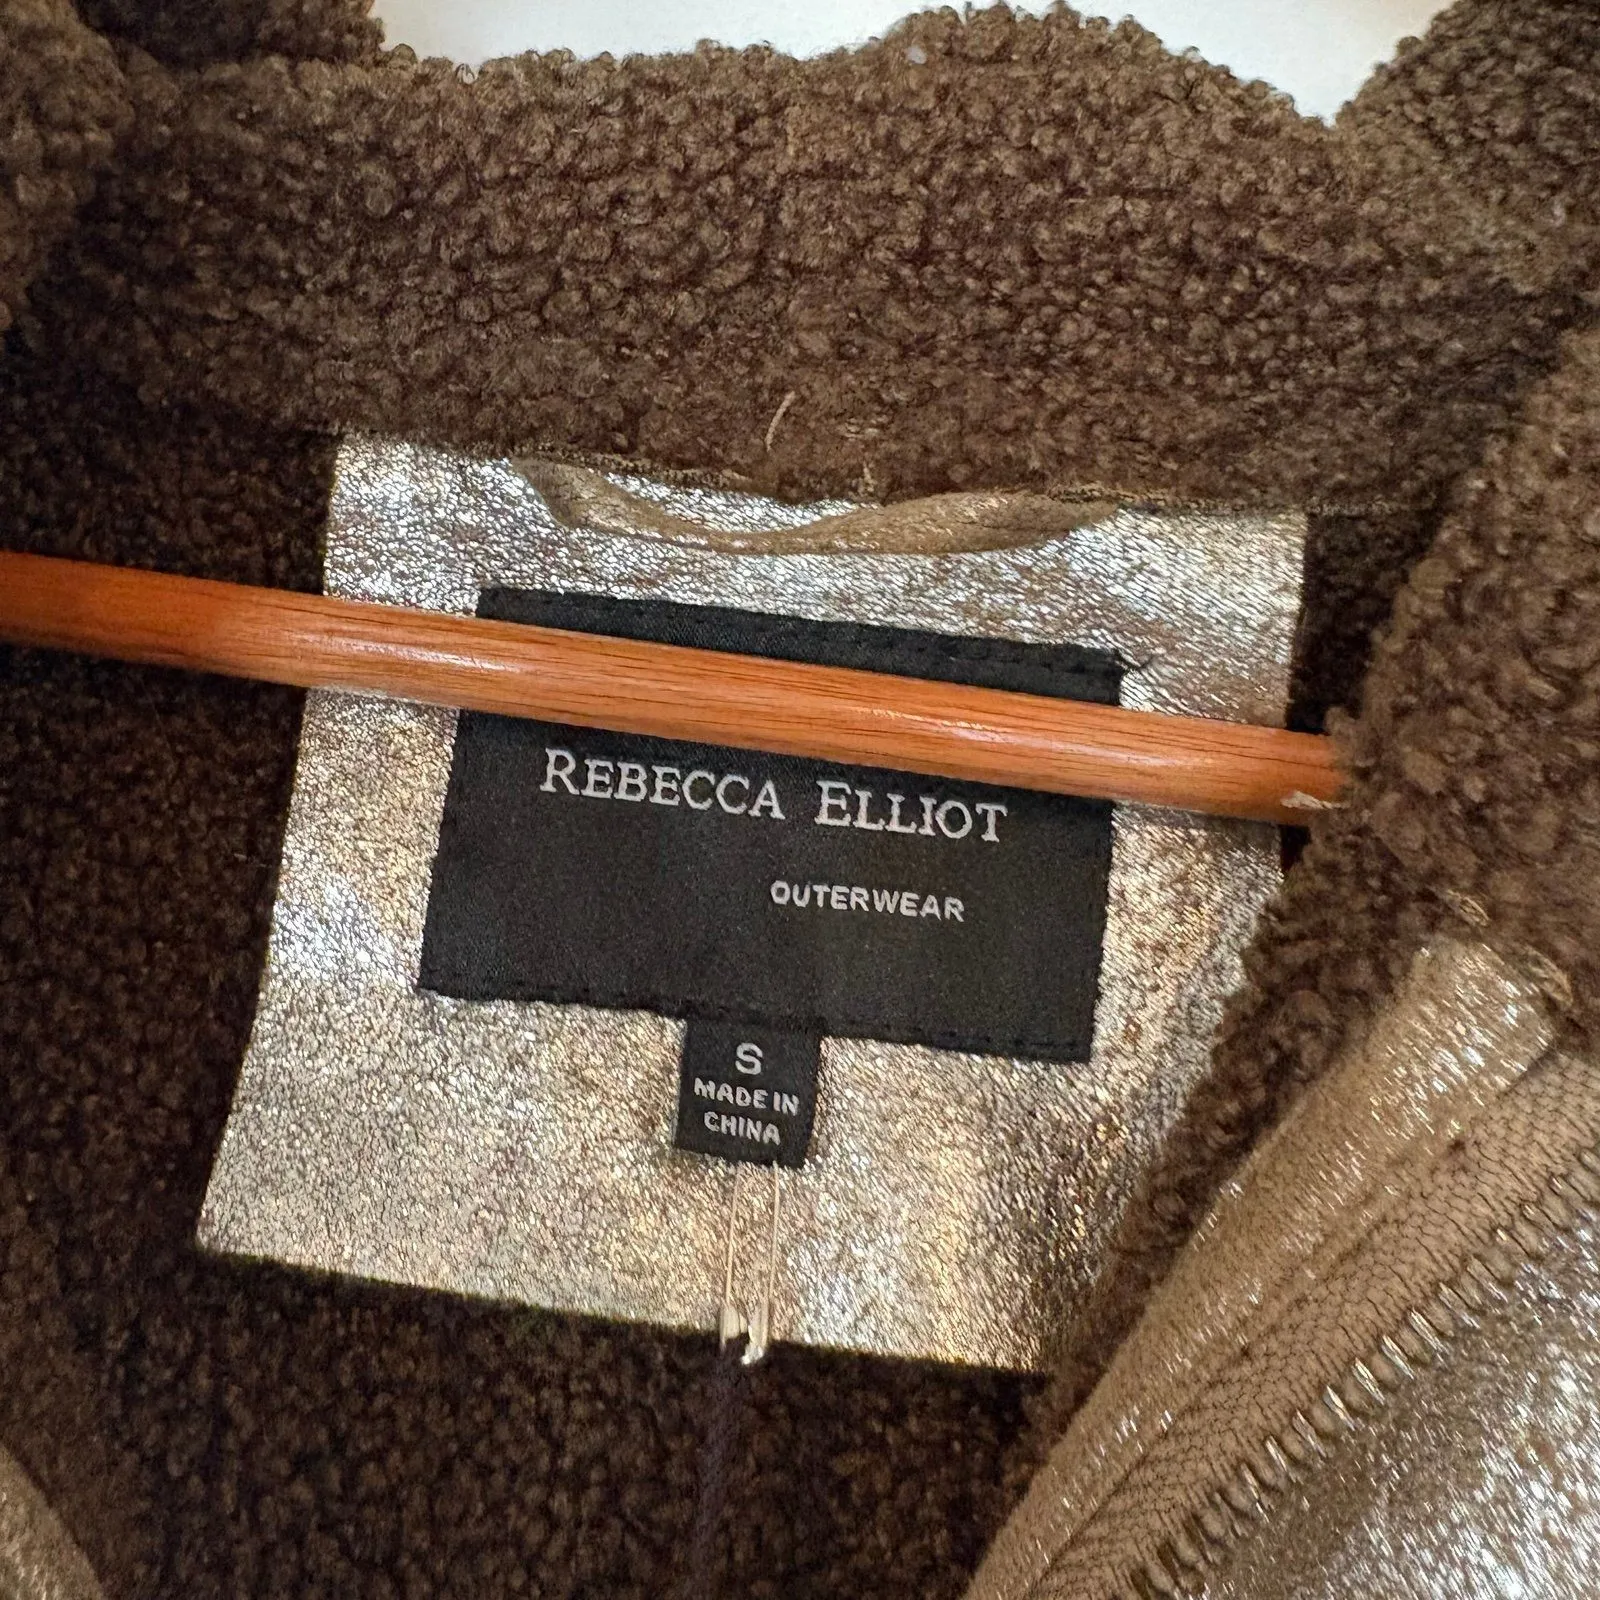 REBECCA ELLIOT
OUTERWEAR
S
MADE IN
CHINA